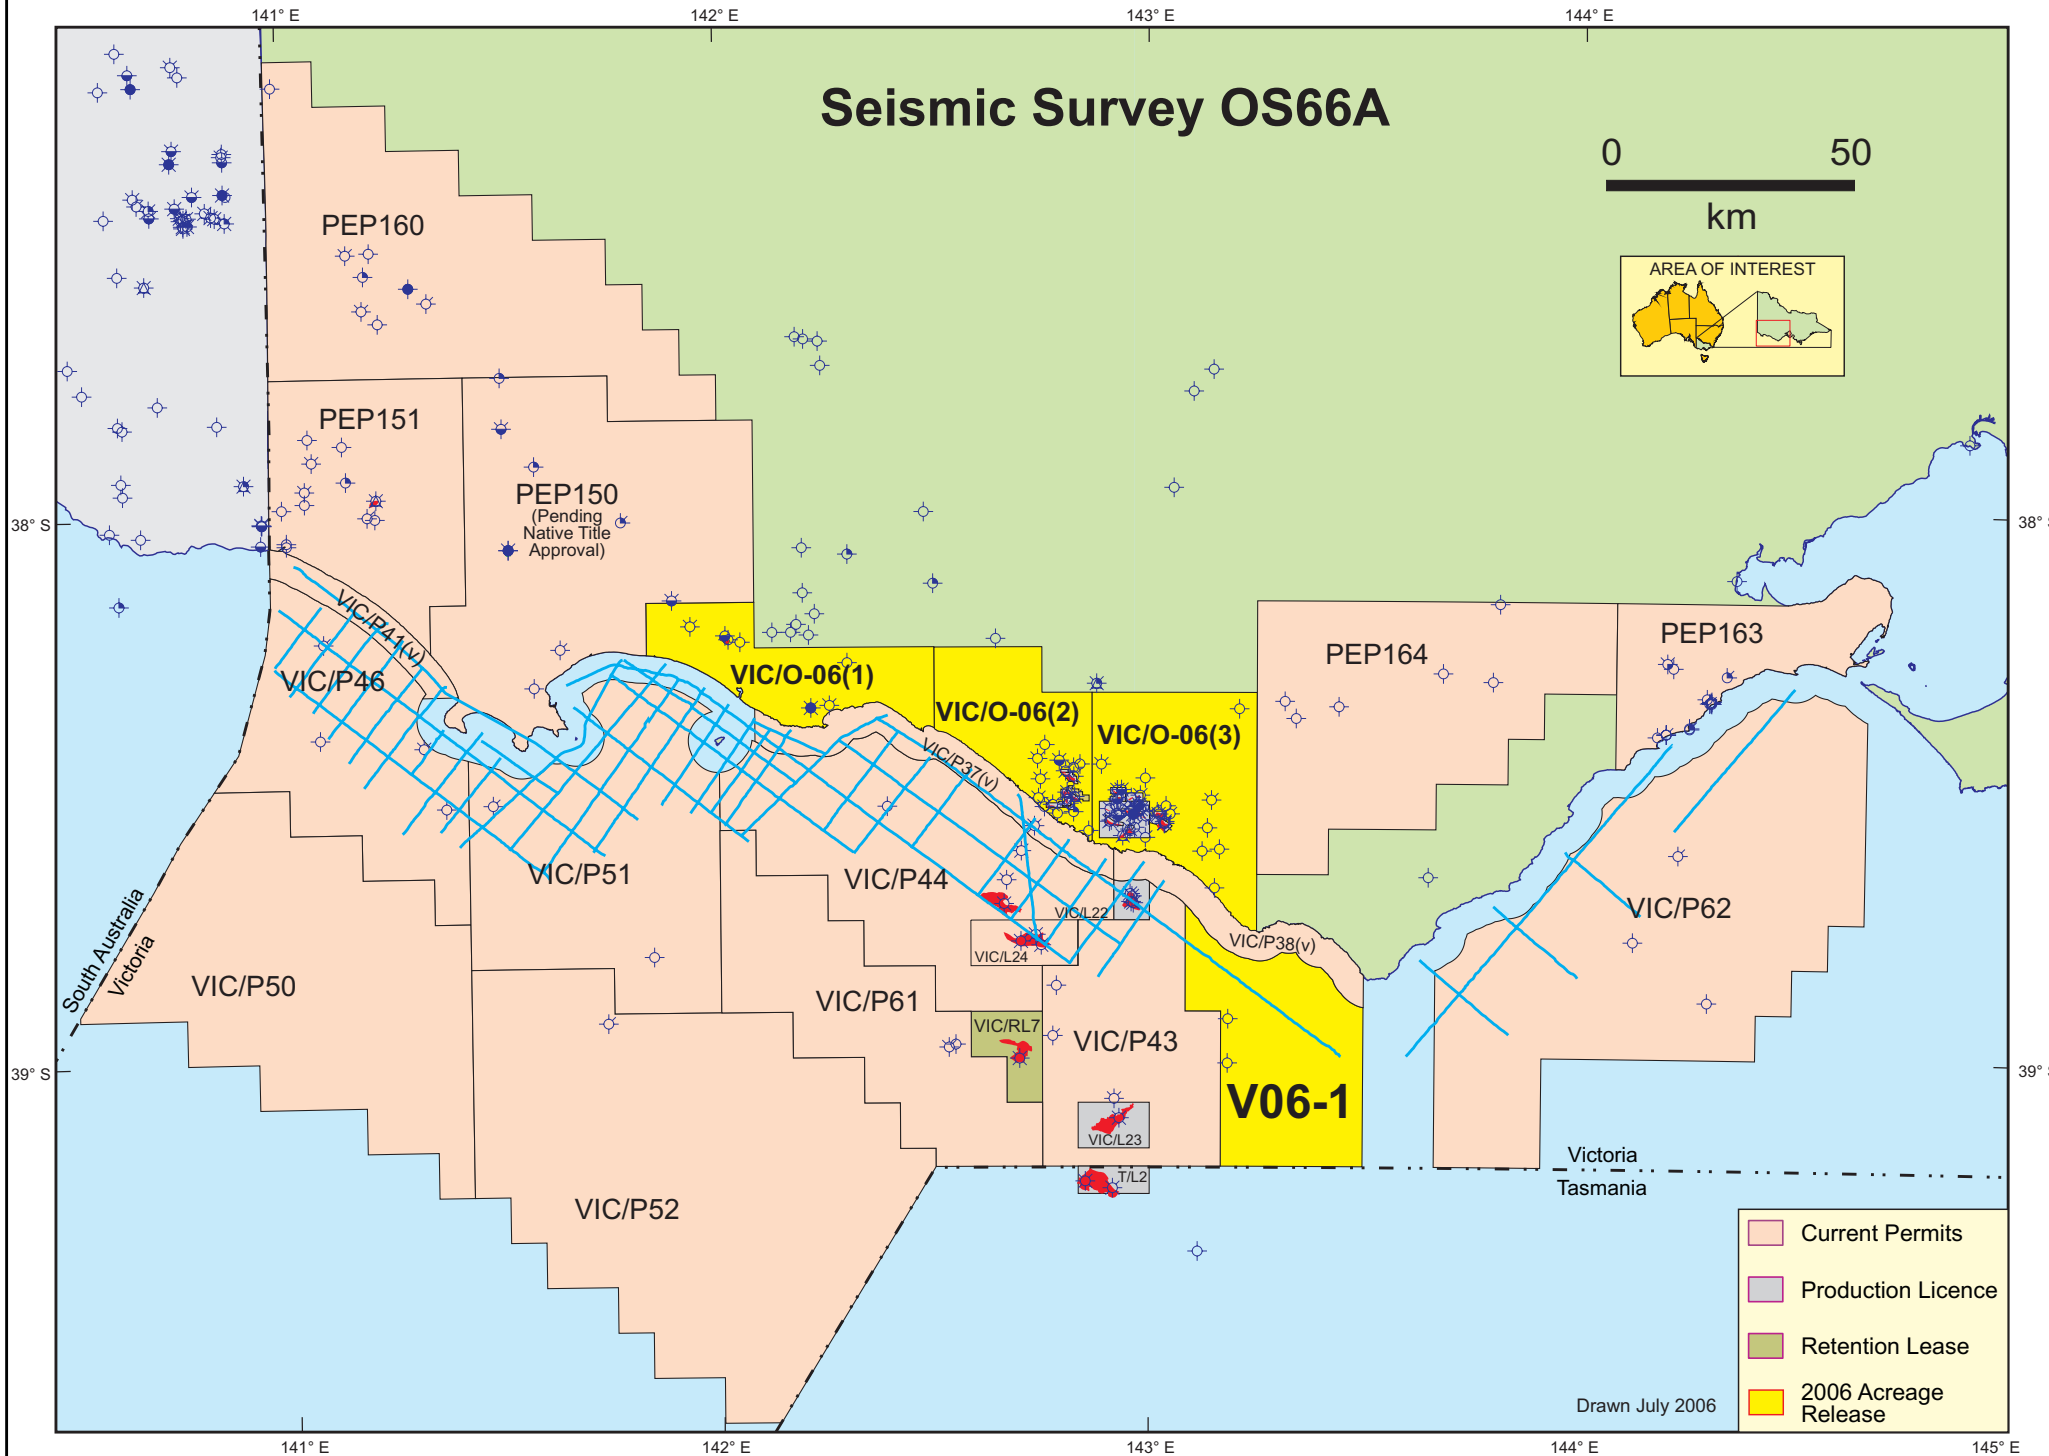 141° E
142° E
143° E
144° E
Seismic Survey OS66A
0
50
km
AREA OF INTEREST
PEP160
PEP151
PEP150
(Pending
Native Title
Approval)
38° S
38° S
VIC/P41(v)
VIC/P46
VIC/O-06(1)
VIC/O-06(2)
VIC/O-06(3)
VIC/P37(v)
PEP164
PEP163
VIC/P51
VIC/P44
VIC/L22
VIC/P62
VIC/P38(v)
VIC/L24
South Australia
Victoria
VIC/P50
VIC/P61
VIC/RL7
VIC/P43
39° S
39° S
V06-1
VIC/L23
T/L2
Victoria
Tasmania
VIC/P52
Current Permits
Production Licence
Retention Lease
2006 Acreage
Release
Drawn July 2006
141° E
142° E
143° E
144° E
145° E